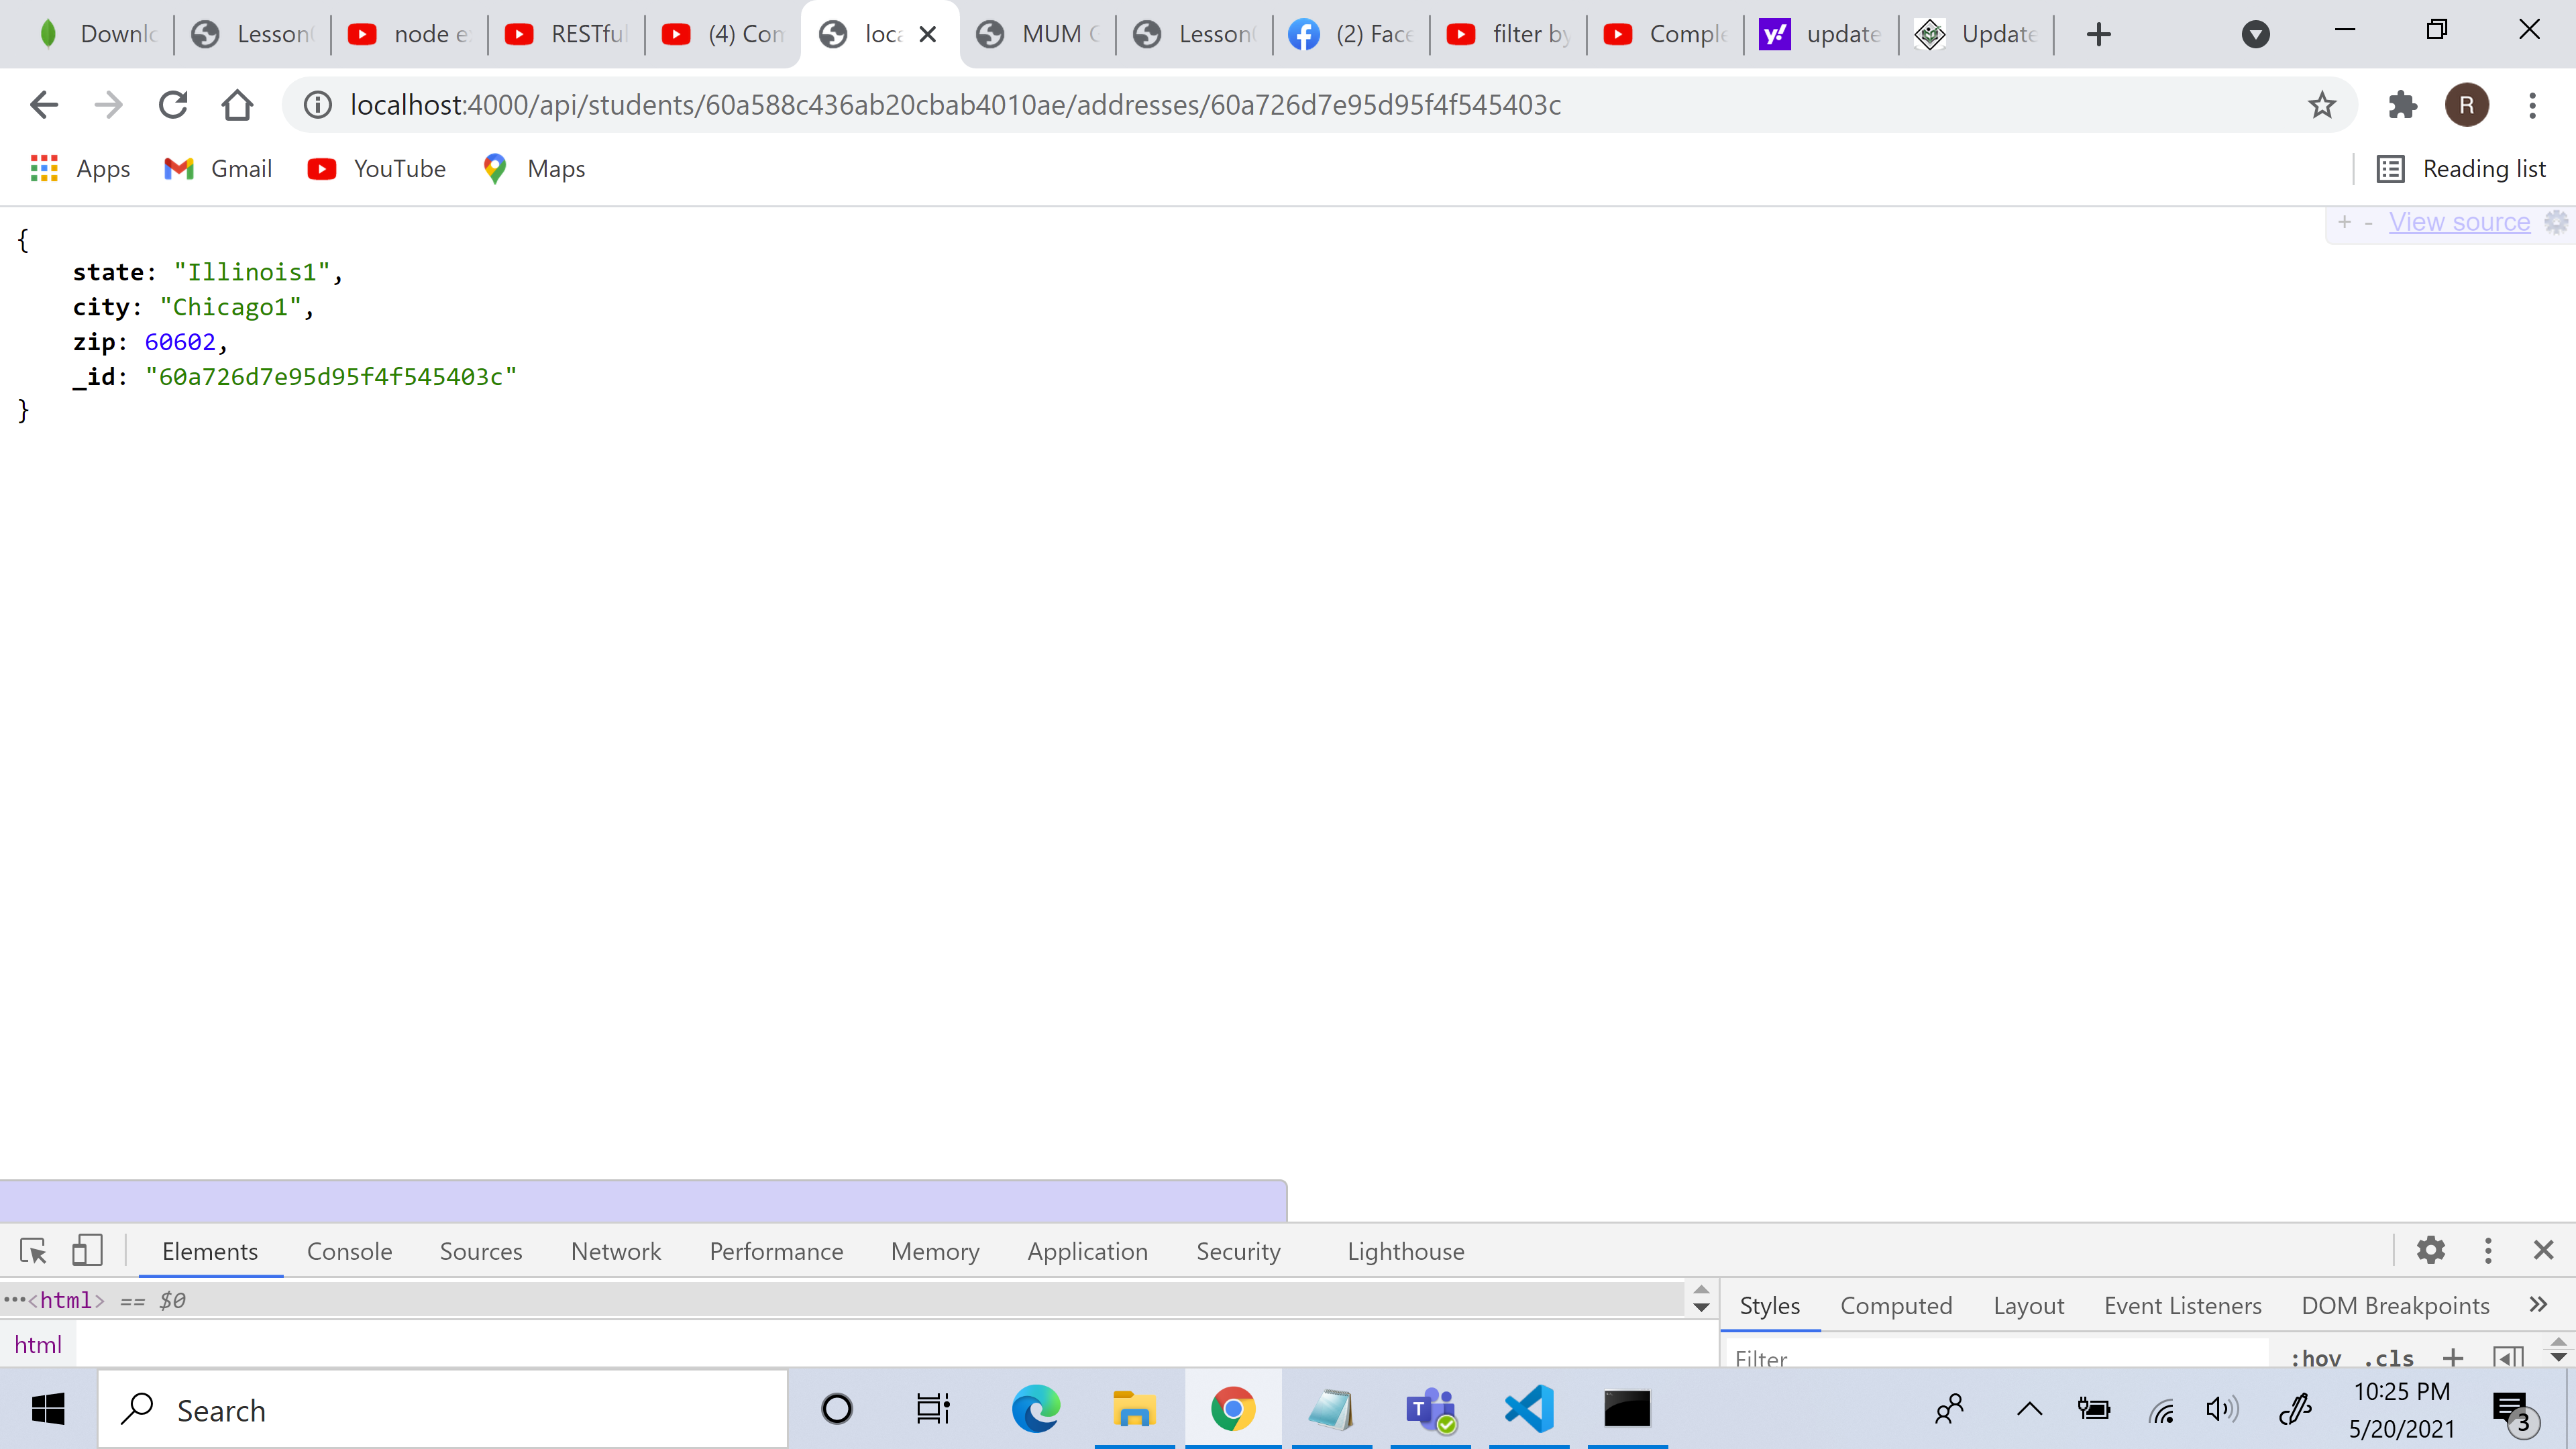 Downlo Lesson node e RESTful (4) Con loca MUM C Lesson (2) Face filter by Comple update Update
localhost:4000/api/students/60a588c436ab20cbab4010ae/addresses/60a726d7e95d95f4f545403c R
Apps Gmail YouTube Maps Reading list
+ - View source
{
state: "Illinois1",
city: "Chicago1",
zip: 60602,
_id: "60a726d7e95d95f4f545403c"
}
Elements Console Sources Network Performance Memory Application Security Lighthouse
•••<html> == $0
Styles Computed Layout Event Listeners DOM Breakpoints »
html
Filter :hov .cls +
Search
10:25 PM
5/20/2021
3